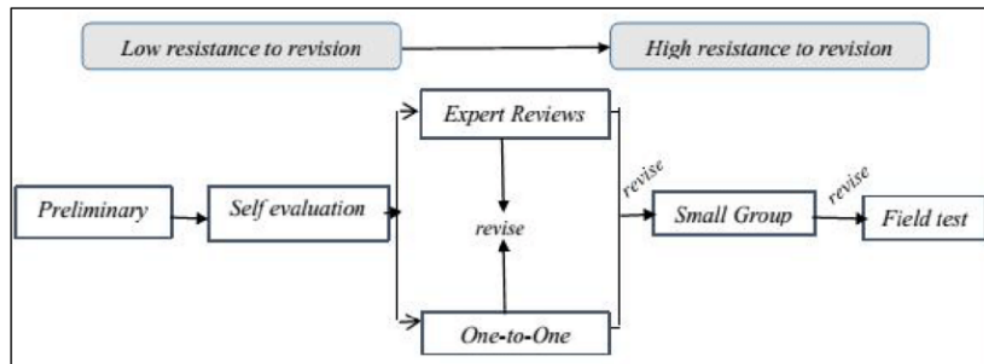 Low resistance to revision
High resistance to revision
Expert Reviews
Preliminary
Self evaluation
revise
revise
Small Group
revise
Field test
One-to-One